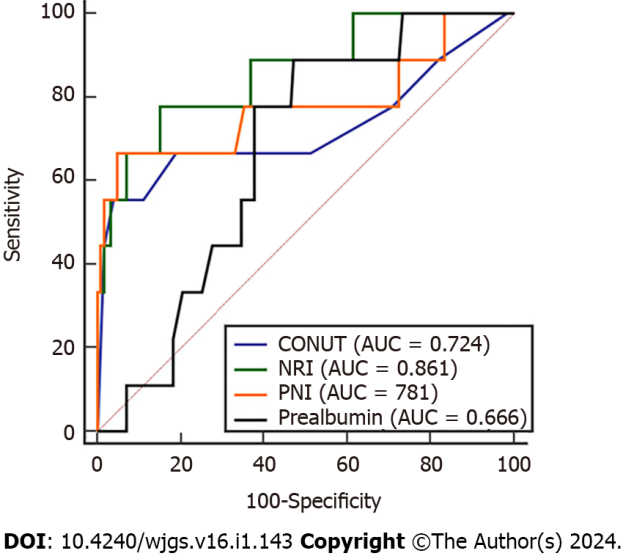 100
80
60
40
20
0
Sensitivity
CONUT (AUC = 0.724)
NRI (AUC = 0.861)
PNI (AUC = 781)
Prealbumin (AUC = 0.666)
0 20 40 60 80 100
100-Specificity
DOI: 10.4240/wjgs.v16.i1.143 Copyright ©The Author(s) 2024.